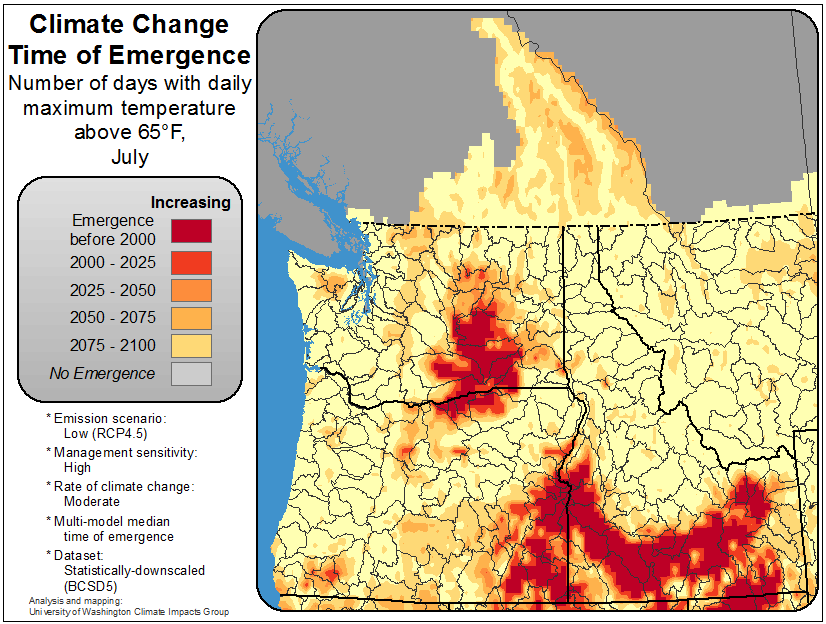 Climate Change
Time of Emergence
Number of days with daily
maximum temperature
above 65°F,
July
Increasing
Emergence
before 2000
2000 - 2025
2025 - 2050
2050 - 2075
2075 - 2100
No Emergence
* Emission scenario:
Low (RCP4.5)
* Management sensitivity:
High
* Rate of climate change:
Moderate
* Multi-model median
time of emergence
* Dataset:
Statistically-downscaled
(BCSD5)
Analysis and mapping:
University of Washington Climate Impacts Group